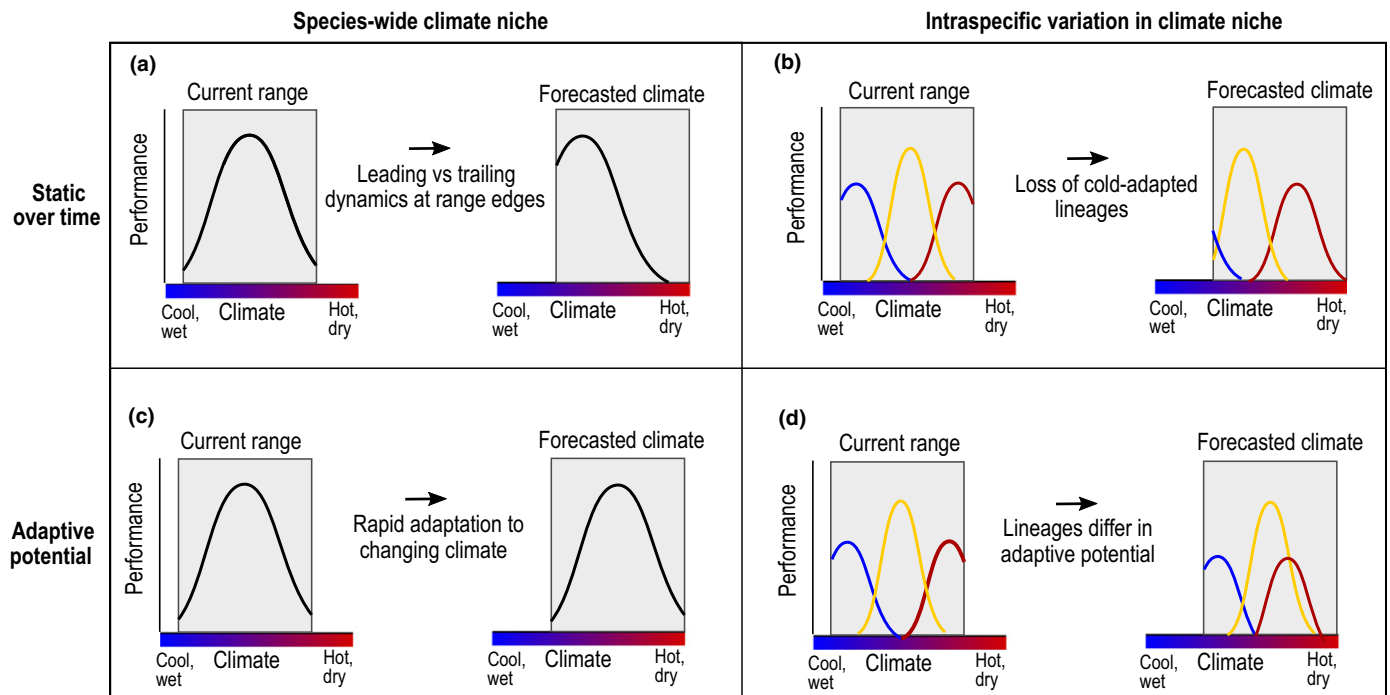 Species-wide climate niche
Intraspecific variation in climate niche
Static
over time
(a)
Current range
Forecasted climate
Performance
Leading vs trailing
dynamics at range edges
Cool,
wet
Climate
Hot,
dry
Cool,
wet
Climate
Hot,
dry
(b)
Current range
Forecasted climate
Performance
Loss of cold-adapted
lineages
Cool,
wet
Climate
Hot,
dry
Cool,
wet
Climate
Hot,
dry
Adaptive
potential
(c)
Current range
Forecasted climate
Performance
Rapid adaptation to
changing climate
Cool,
wet
Climate
Hot,
dry
Cool,
wet
Climate
Hot,
dry
(d)
Current range
Forecasted climate
Performance
Lineages differ in
adaptive potential
Cool,
wet
Climate
Hot,
dry
Cool,
wet
Climate
Hot,
dry